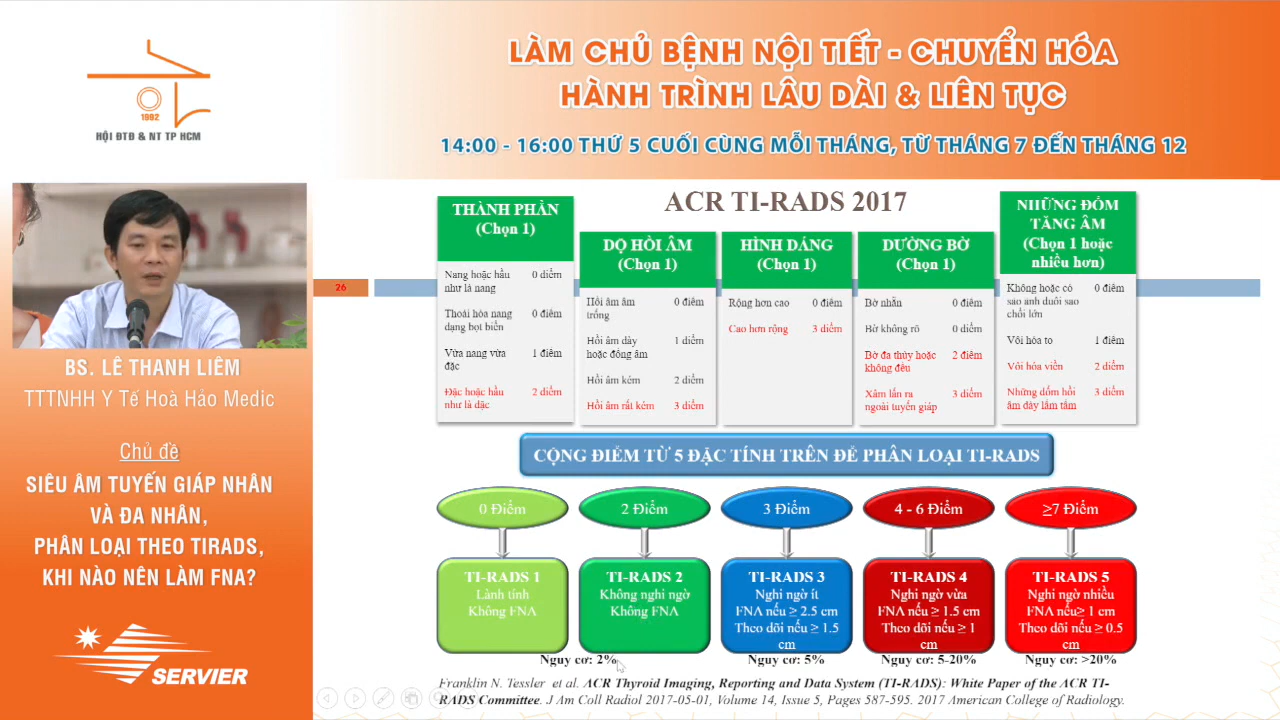 LÀM CHỦ BỆNH NỘI TIẾT - CHUYỂN HÓA
HÀNH TRÌNH LÂU DÀI & LIÊN TỤC
14:00 - 16:00 THỨ 5 CUỐI CÙNG MỖI THÁNG, TỪ THÁNG 7 ĐẾN THÁNG 12
1982
HỘI ĐTĐ & NT TP HCM
BS. LÊ THANH LIÊM
TTTNHH Y Tế Hoà Hảo Medic
Chủ đề
SIÊU ÂM TUYẾN GIÁP NHÂN
VÀ ĐA NHÂN,
PHÂN LOẠI THEO TIRADS,
KHI NÀO NÊN LÀM FNA?
SERVIER
26
ACR TI-RADS 2017
THÀNH PHẦN
(Chọn 1)
Nang hoặc hầu 0 điểm
như là nang
Thoái hóa nang 0 điểm
dạng bọt biển
Vừa nang vừa 1 điểm
đặc
Đặc hoặc hầu 2 điểm
như là đặc
ĐỘ HỒI ÂM
(Chọn 1)
Hồi âm âm 0 điểm
trống
Hồi âm dày 1 điểm
hoặc đồng âm
Hồi âm kém 2 điểm
Hồi âm rất kém 3 điểm
HÌNH DÁNG
(Chọn 1)
Rộng hơn cao 0 điểm
Cao hơn rộng 3 điểm
ĐƯỜNG BỜ
(Chọn 1)
Bờ nhẵn 0 điểm
Bờ không rõ 0 điểm
Bờ đa thùy hoặc 2 điểm
không đều
Xâm lấn ra 3 điểm
ngoài tuyến giáp
NHỮNG ĐỐM
TĂNG ÂM
(Chọn 1 hoặc
nhiều hơn)
Không hoặc có 0 điểm
sao ảnh đuôi sao
chổi lớn
Vôi hóa to 1 điểm
Vôi hóa viền 2 điểm
Những đốm hồi 3 điểm
âm dày lấm tấm
CỘNG ĐIỂM TỪ 5 ĐẶC TÍNH TRÊN ĐỂ PHÂN LOẠI TI-RADS
0 Điểm
2 Điểm
3 Điểm
4 - 6 Điểm
≥7 Điểm
TI-RADS 1
Lành tính
Không FNA
TI-RADS 2
Không nghi ngờ
Không FNA
TI-RADS 3
Nghi ngờ ít
FNA nếu ≥ 2.5 cm
Theo dõi nếu ≥ 1.5
cm
TI-RADS 4
Nghi ngờ vừa
FNA nếu ≥ 1.5 cm
Theo dõi nếu ≥ 1
cm
TI-RADS 5
Nghi ngờ nhiều
FNA nếu≥ 1 cm
Theo dõi nếu ≥ 0.5
cm
Nguy cơ: 2%
Nguy cơ: 5%
Nguy cơ: 5-20%
Nguy cơ: >20%
Franklin N. Tessler et al. ACR Thyroid Imaging, Reporting and Data System (TI-RADS): White Paper of the ACR TI-
RADS Committee. J Am Coll Radiol 2017-05-01, Volume 14, Issue 5, Pages 587-595. 2017 American College of Radiology.